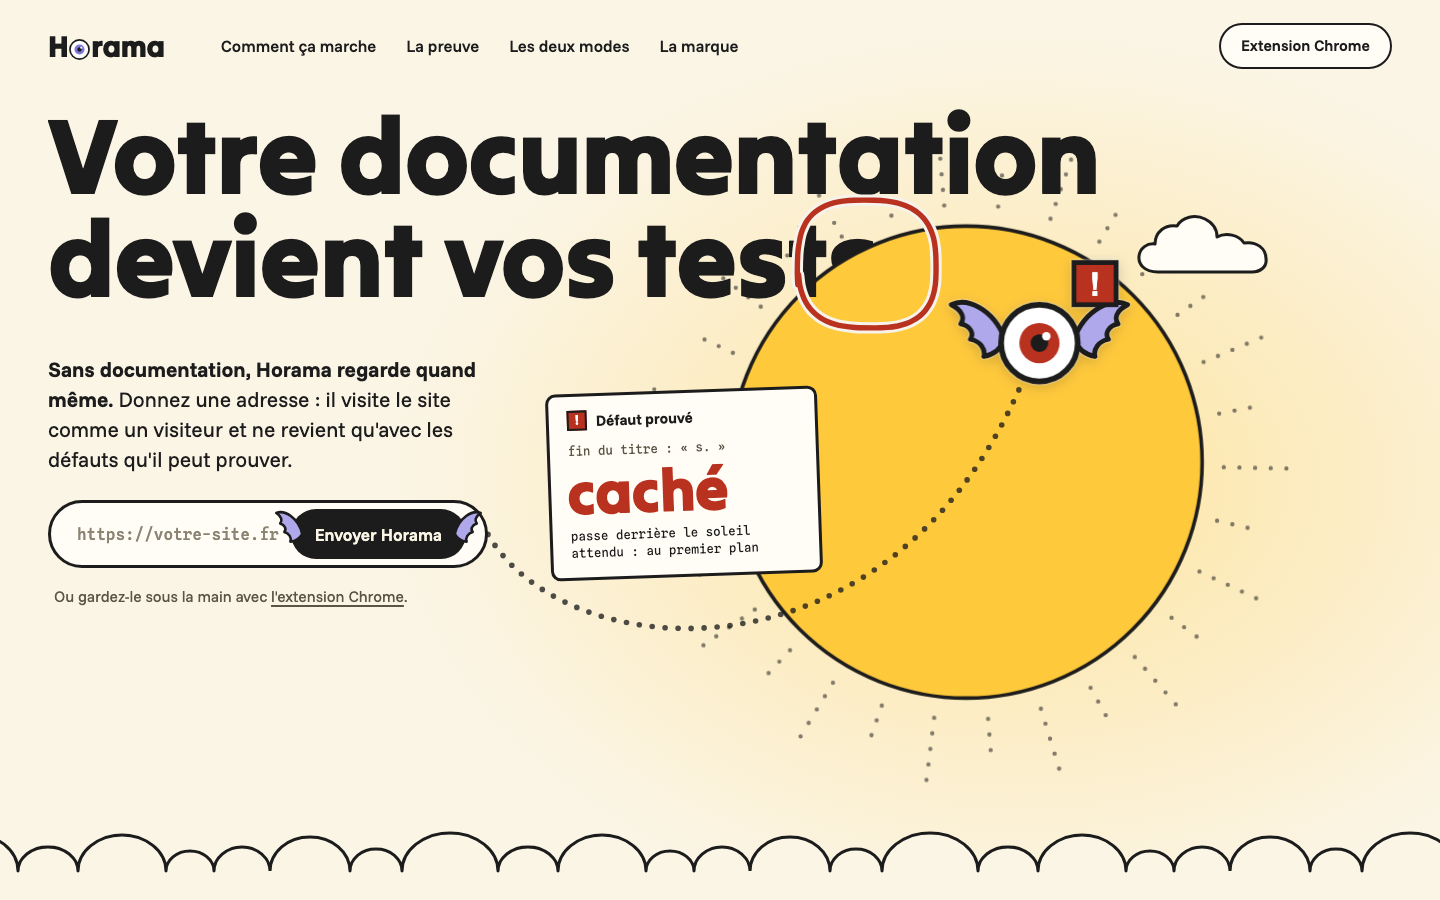 Horama
Comment ça marche
La preuve
Les deux modes
La marque
Extension Chrome
Votre documentation
devient vos tests
Sans documentation, Horama regarde quand
même. Donnez une adresse : il visite le site
comme un visiteur et ne revient qu'avec les
défauts qu'il peut prouver.
https://votre-site.fr
Envoyer Horama
Ou gardez-le sous la main avec l'extension Chrome.
!
! Défaut prouvé
fin du titre : « s. »
caché
passe derrière le soleil
attendu : au premier plan